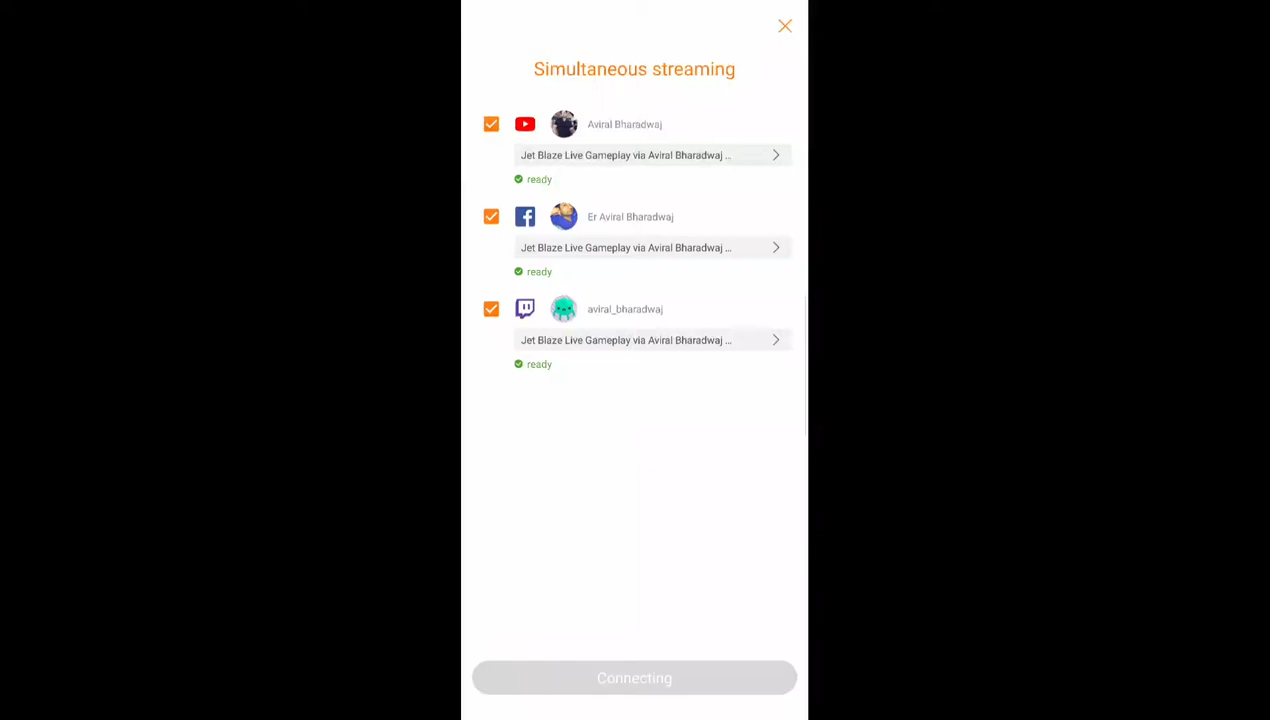 Simultaneous streaming
Aviral Bharadwaj
Jet Blaze Live Gameplay via Aviral Bharadwaj ..
ready
Er Aviral Bharadwaj
Jet Blaze Live Gameplay via Aviral Bharadwaj ...
ready
aviral_bharadwaj
Jet Blaze Live Gameplay via Aviral Bharadwaj ...
ready
Connecting